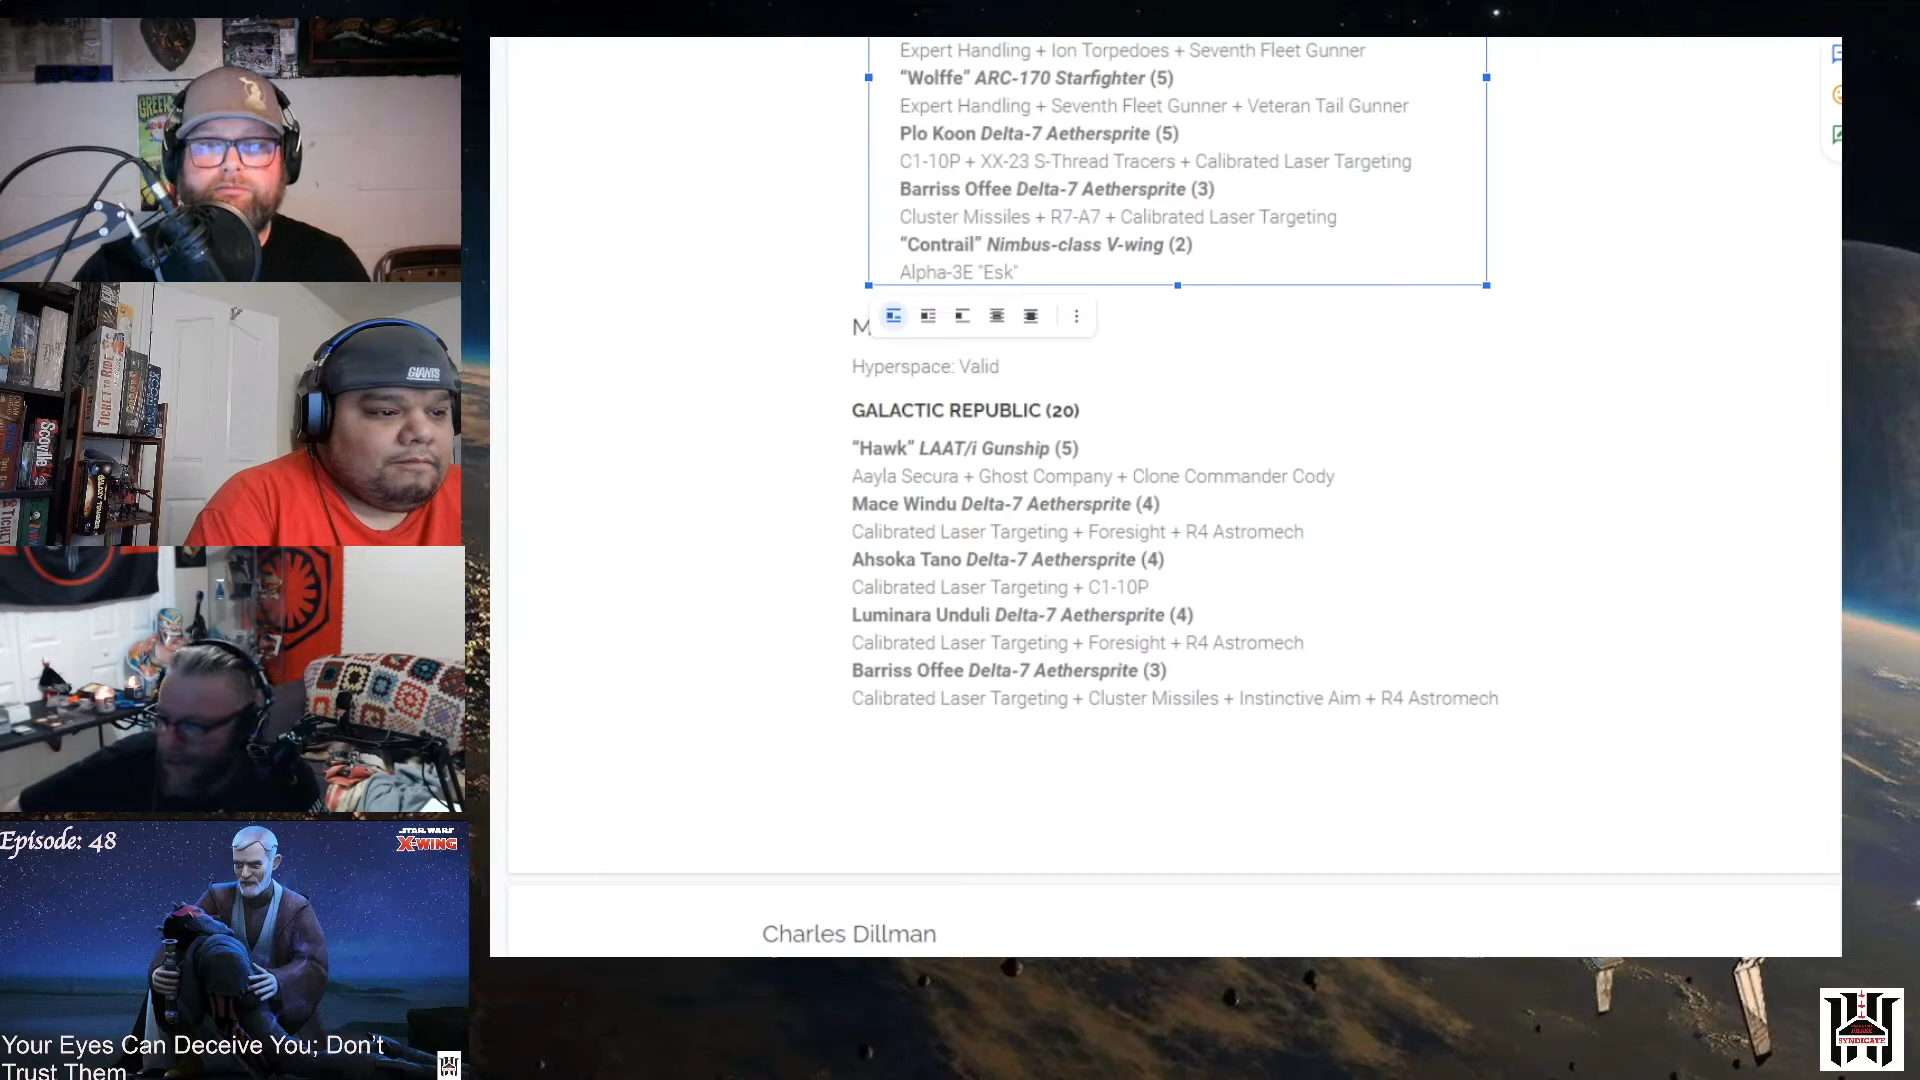 Expert Handling + Ion Torpedoes + Seventh Fleet Gunner
“Wolffe” ARC-170 Starfighter (5)
Expert Handling + Seventh Fleet Gunner + Veteran Tail Gunner
Plo Koon Delta-7 Aethersprite (5)
C1-10P + XX-23 S-Thread Tracers + Calibrated Laser Targeting
Barriss Offee Delta-7 Aethersprite (3)
Cluster Missiles + R7-A7 + Calibrated Laser Targeting
“Contrail” Nimbus-class V-wing (2)
Alpha-3E "Esk"
Hyperspace: Valid
GALACTIC REPUBLIC (20)
“Hawk” LAAT/i Gunship (5)
Aayla Secura + Ghost Company + Clone Commander Cody
Mace Windu Delta-7 Aethersprite (4)
Calibrated Laser Targeting + Foresight + R4 Astromech
Ahsoka Tano Delta-7 Aethersprite (4)
Calibrated Laser Targeting + C1-10P
Luminara Unduli Delta-7 Aethersprite (4)
Calibrated Laser Targeting + Foresight + R4 Astromech
Barriss Offee Delta-7 Aethersprite (3)
Calibrated Laser Targeting + Cluster Missiles + Instinctive Aim + R4 Astromech
Charles Dillman
GREEN
GIANTS
TICKET TO RIDE
Scoville
Episode: 48
STAR WARS
X-WING
Your Eyes Can Deceive You; Don't
Trust Them
SYNDICATE